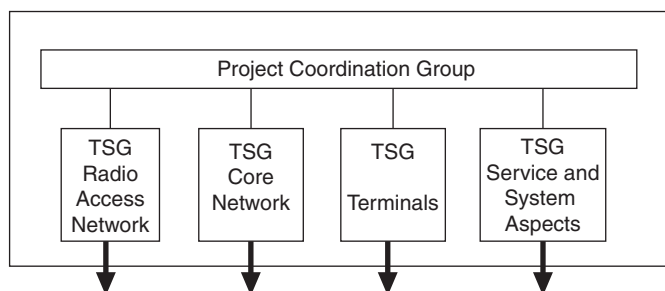 Project Coordination Group
TSG
Radio
Access
Network
TSG
Core
Network
TSG
Terminals
TSG
Service and
System
Aspects